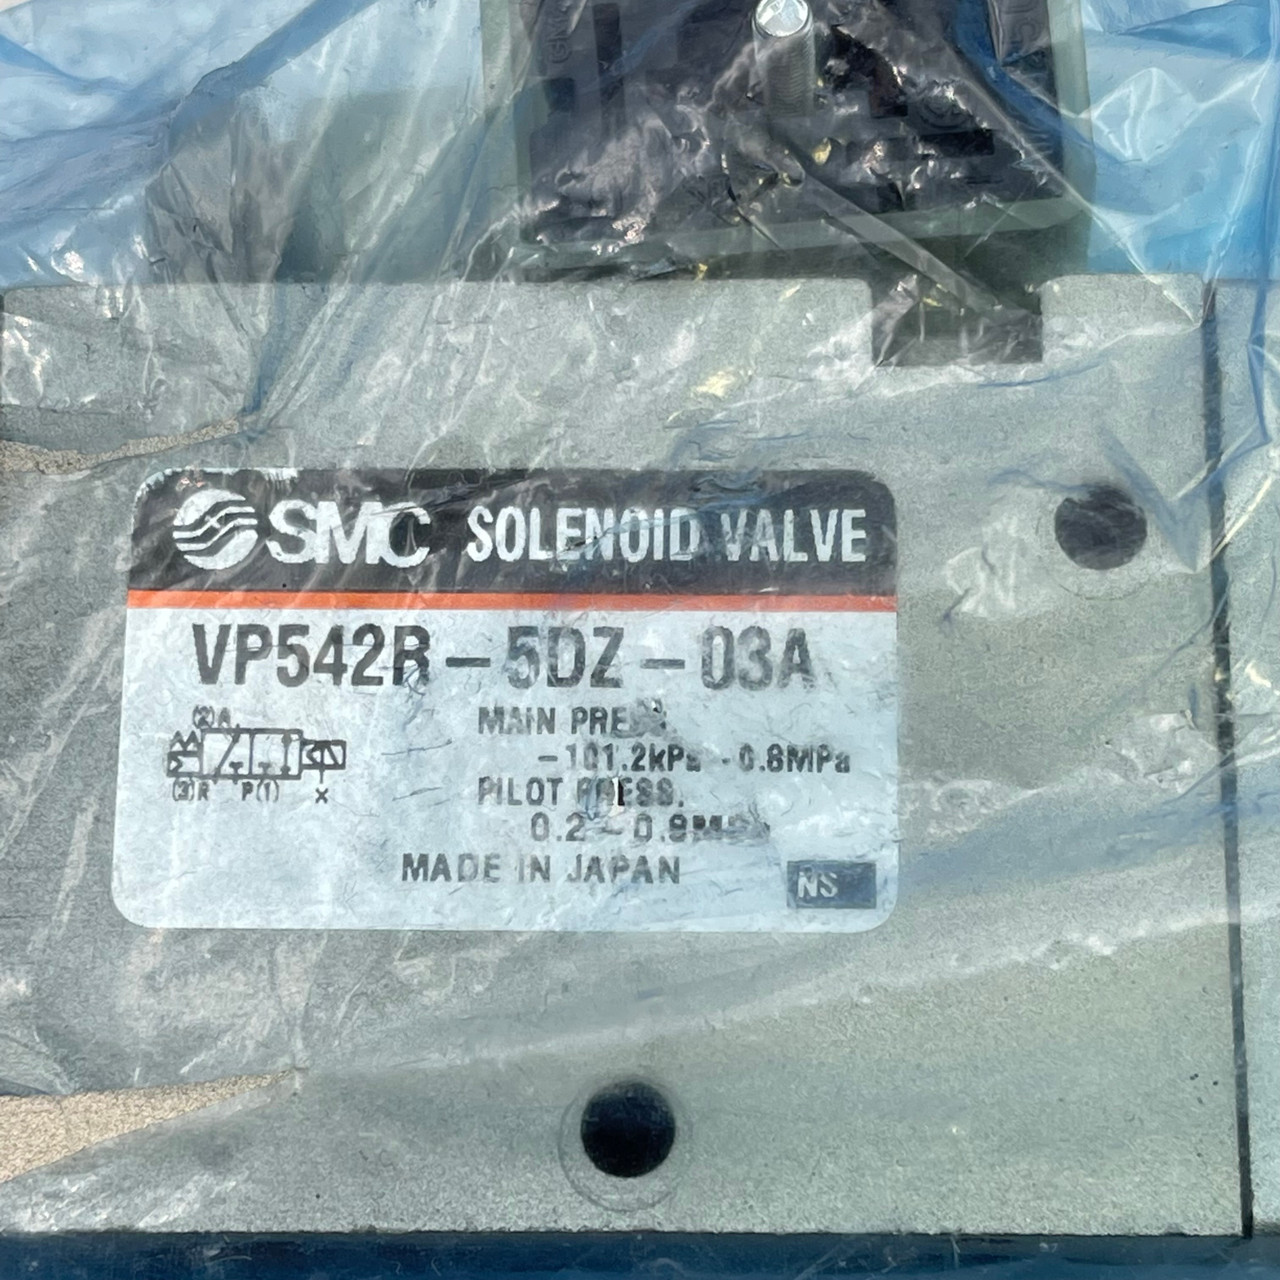 SMC SOLENOID VALVE
VP542R-5DZ-03A
(2)A
MAIN PRESS.
-101.2kPa - 0.8MPa
(3)R P(1) X
PILOT PRESS.
0.2 - 0.9MPa
MADE IN JAPAN
NS